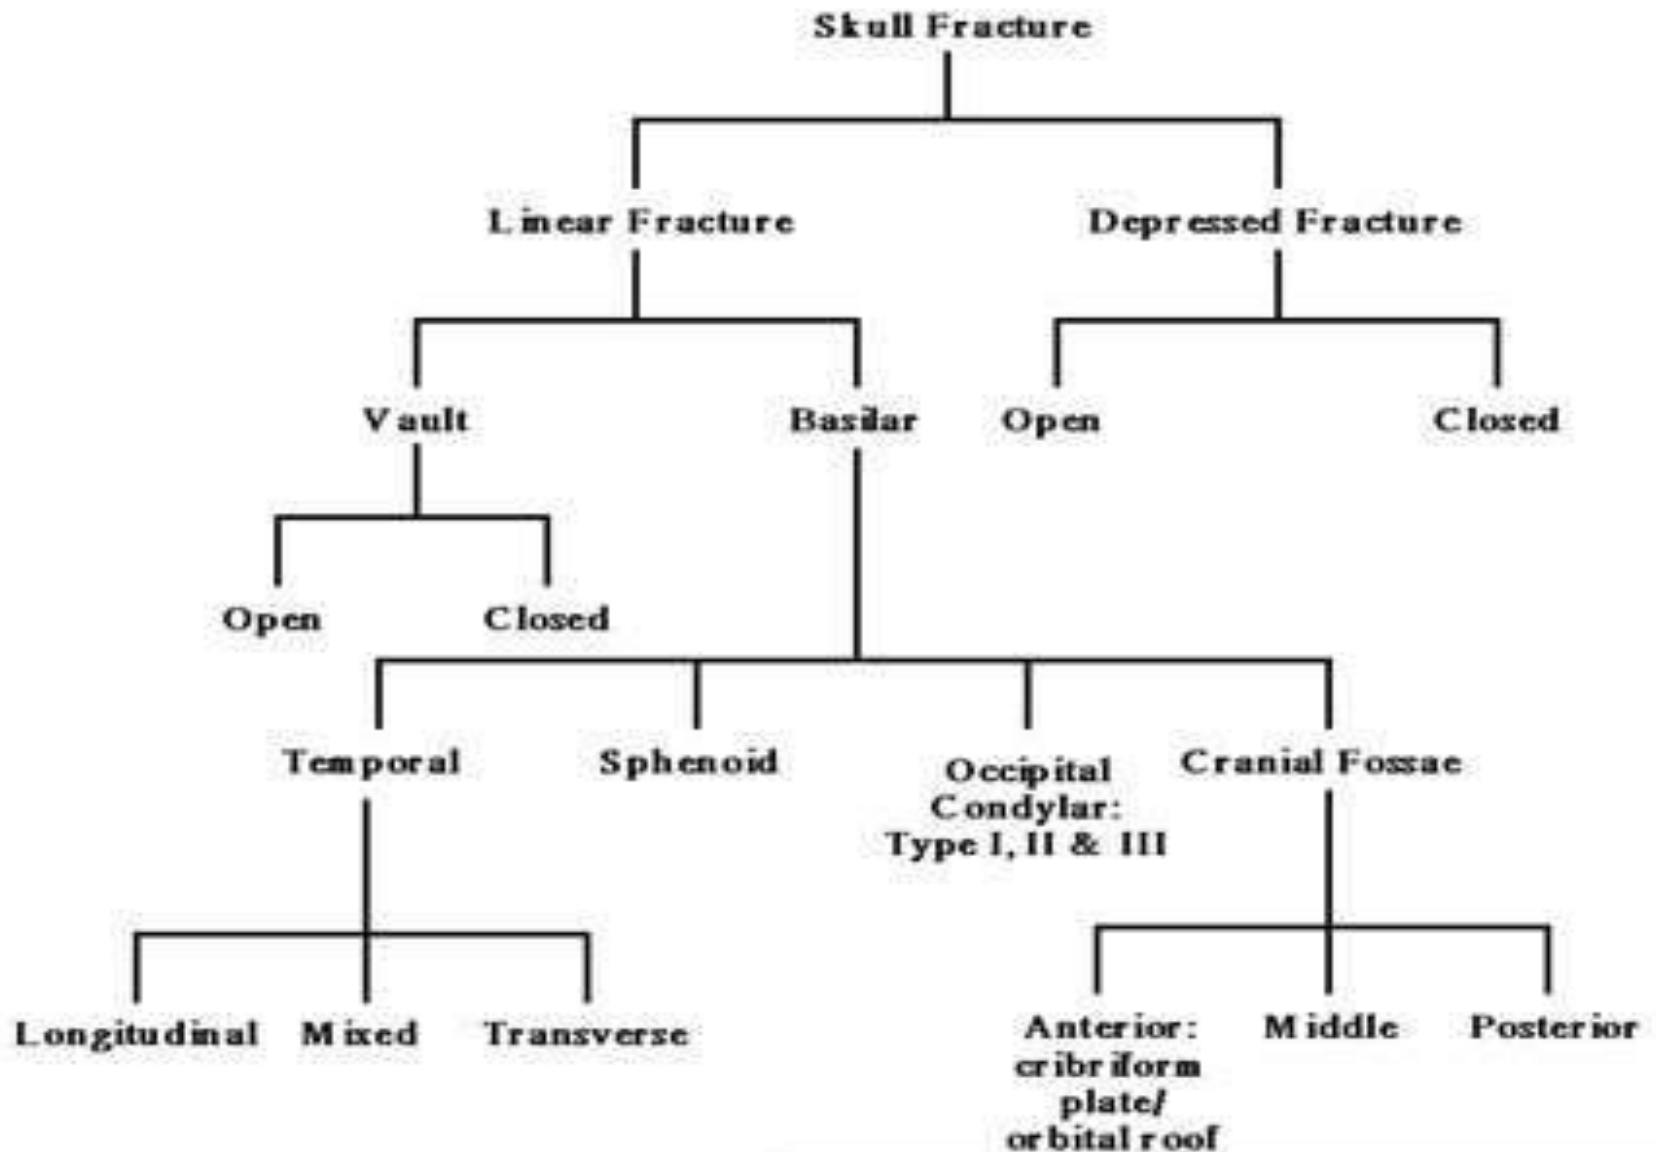 Skull Fracture
Linear Fracture
Depressed Fracture
Vault
Basilar
Open
Closed
Open
Closed
Temporal
Sphenoid
Occipital
Condylar:
Type I, II & III
Cranial Fossae
Longitudinal
Mixed
Transverse
Anterior:
cribriform
plate/
orbital roof
Middle
Posterior